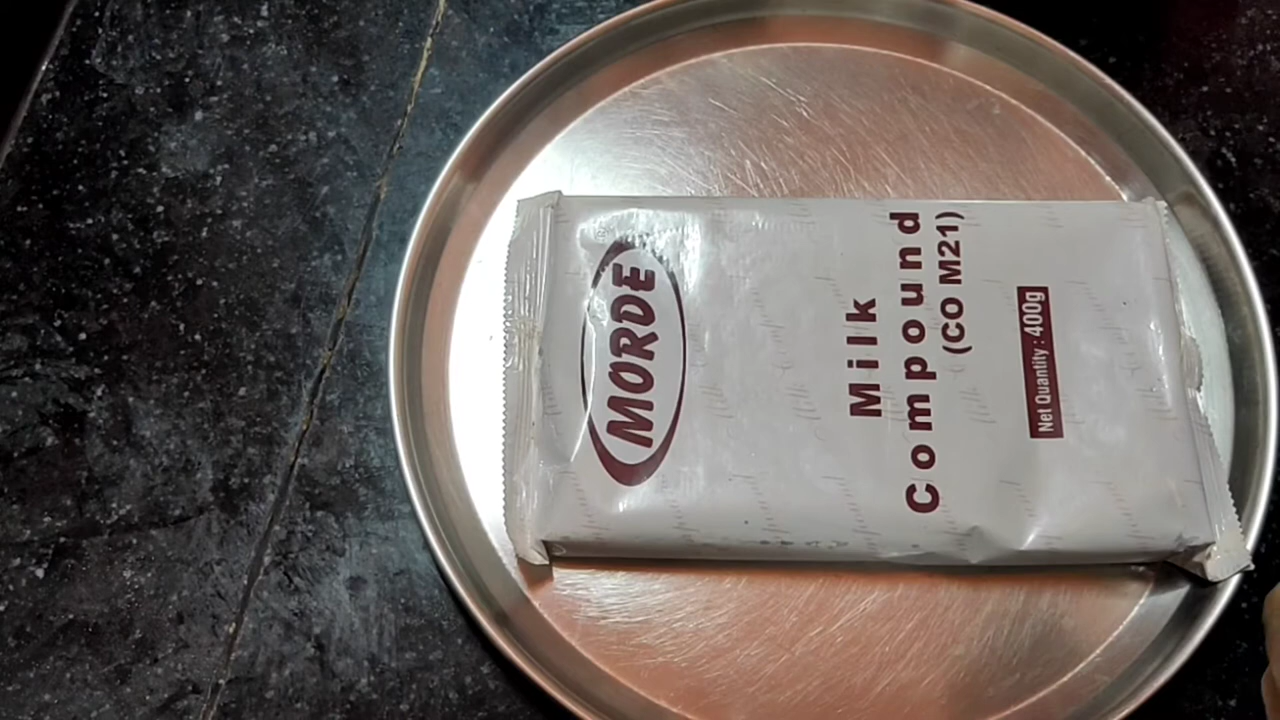 MORDE
Milk
Compound
(CO M21)
Net Quantity : 400g